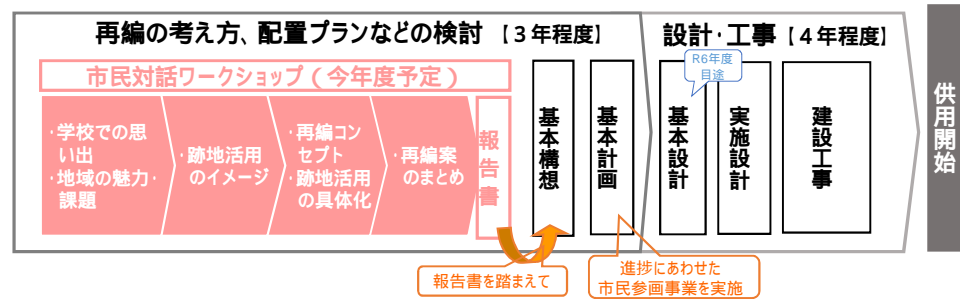 再編の考え方、配置プランなどの検討 【3年程度】
市民対話ワークショップ(今年度予定)
・学校での思
い出
・地域の魅力・
課題
・跡地活用
のイメージ
・再編コン
セプト
・跡地活用
の具体化
・再編案
のまとめ
報告書
基本構想
基本計画
報告書を踏まえて
進捗にあわせた
市民参画事業を実施
設計・工事【4年程度】
R6年度
目途
基本設計
実施設計
建設工事
供用開始